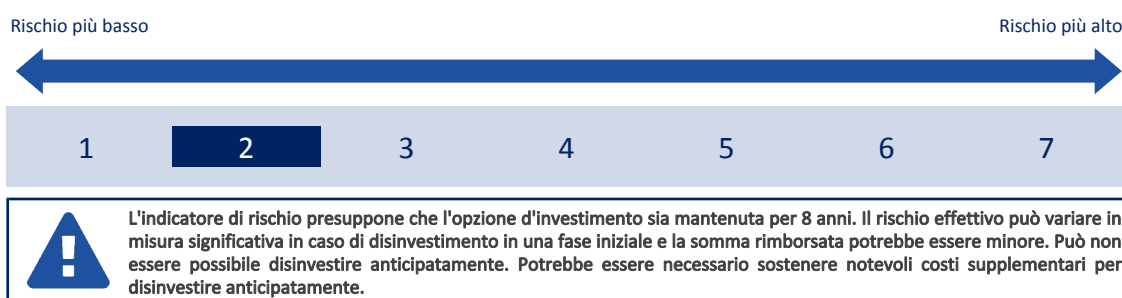 Rischio più basso Rischio più alto
1 2 3 4 5 6 7
L'indicatore di rischio presuppone che l'opzione d'investimento sia mantenuta per 8 anni. Il rischio effettivo può variare in
misura significativa in caso di disinvestimento in una fase iniziale e la somma rimborsata potrebbe essere minore. Può non
essere possibile disinvestire anticipatamente. Potrebbe essere necessario sostenere notevoli costi supplementari per
disinvestire anticipatamente.